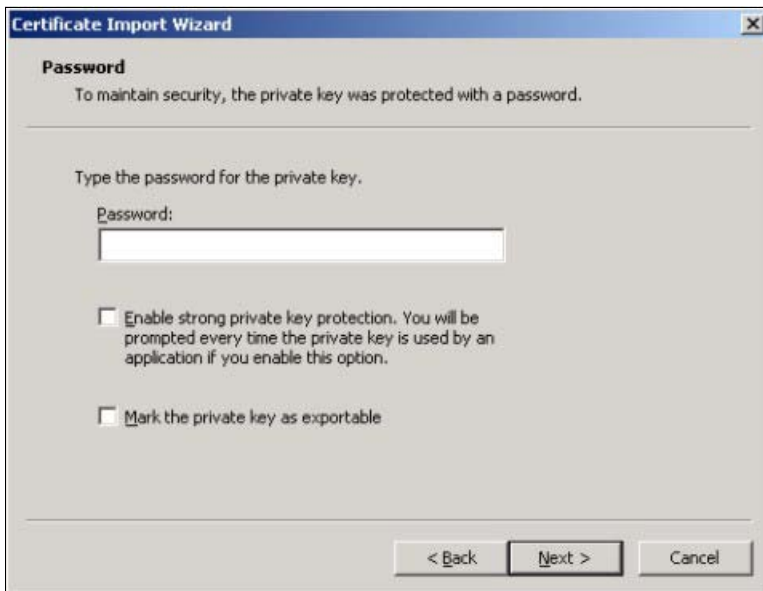 Certificate Import Wizard
Password
To maintain security, the private key was protected with a password.
Type the password for the private key.
Password:
Enable strong private key protection. You will be
prompted every time the private key is used by an
application if you enable this option.
Mark the private key as exportable
< Back
Next >
Cancel